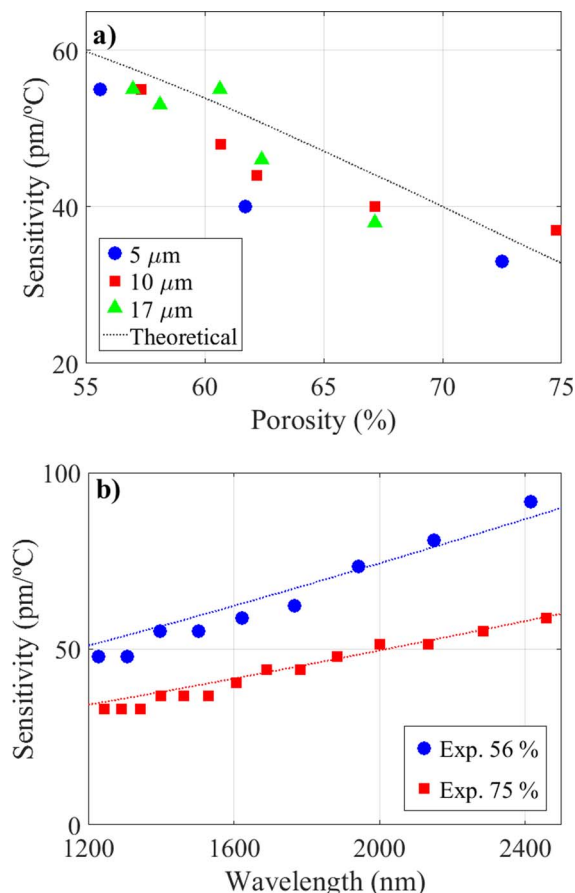 a)
60
40
20
Sensitivity (pm/ºC)
5 μm
10 μm
17 μm
Theoretical
55 60 65 70 75
Porosity (%)
b)
100
50
0
Sensitivity (pm/ºC)
Exp. 56 %
Exp. 75 %
1200 1600 2000 2400
Wavelength (nm)